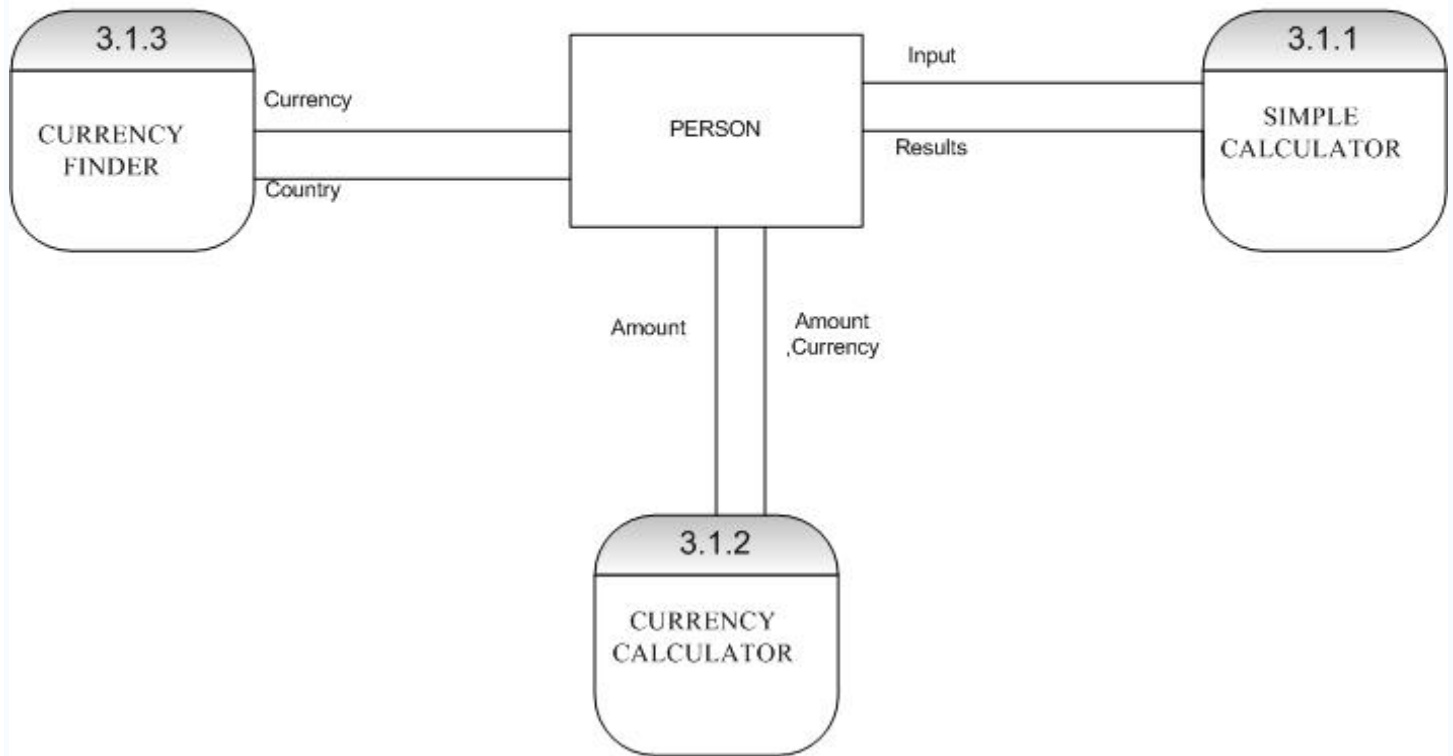 3.1.3
CURRENCY
FINDER
Currency
Country
PERSON
Input
Results
3.1.1
SIMPLE
CALCULATOR
Amount
Amount
,Currency
3.1.2
CURRENCY
CALCULATOR